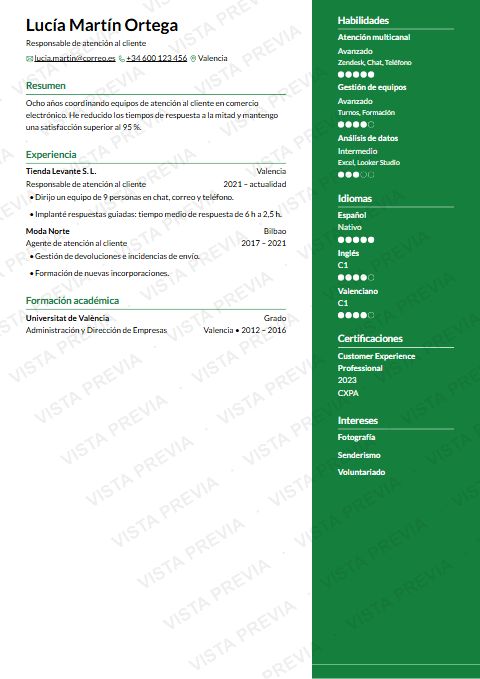 Lucía Martín Ortega
Responsable de atención al cliente
lucia.martin@correo.es +34 600 123 456 Valencia
Resumen
Ocho años coordinando equipos de atención al cliente en comercio
electrónico. He reducido los tiempos de respuesta a la mitad y mantengo
una satisfacción superior al 95 %.
Experiencia
Tienda Levante S. L. Valencia
Responsable de atención al cliente 2021 – actualidad
• Dirijo un equipo de 9 personas en chat, correo y teléfono.
• Implanté respuestas guiadas: tiempo medio de respuesta de 6 h a 2,5 h.
Moda Norte Bilbao
Agente de atención al cliente 2017 – 2021
• Gestión de devoluciones e incidencias de envío.
• Formación de nuevas incorporaciones.
Formación académica
Universitat de València Grado
Administración y Dirección de Empresas Valencia • 2012 – 2016
Habilidades
Atención multicanal
Avanzado
Zendesk, Chat, Teléfono
Gestión de equipos
Avanzado
Turnos, Formación
Análisis de datos
Intermedio
Excel, Looker Studio
Idiomas
Español
Nativo
Inglés
C1
Valenciano
C1
Certificaciones
Customer Experience
Professional
2023
CXPA
Intereses
Fotografía
Senderismo
Voluntariado
VISTA PREVIA